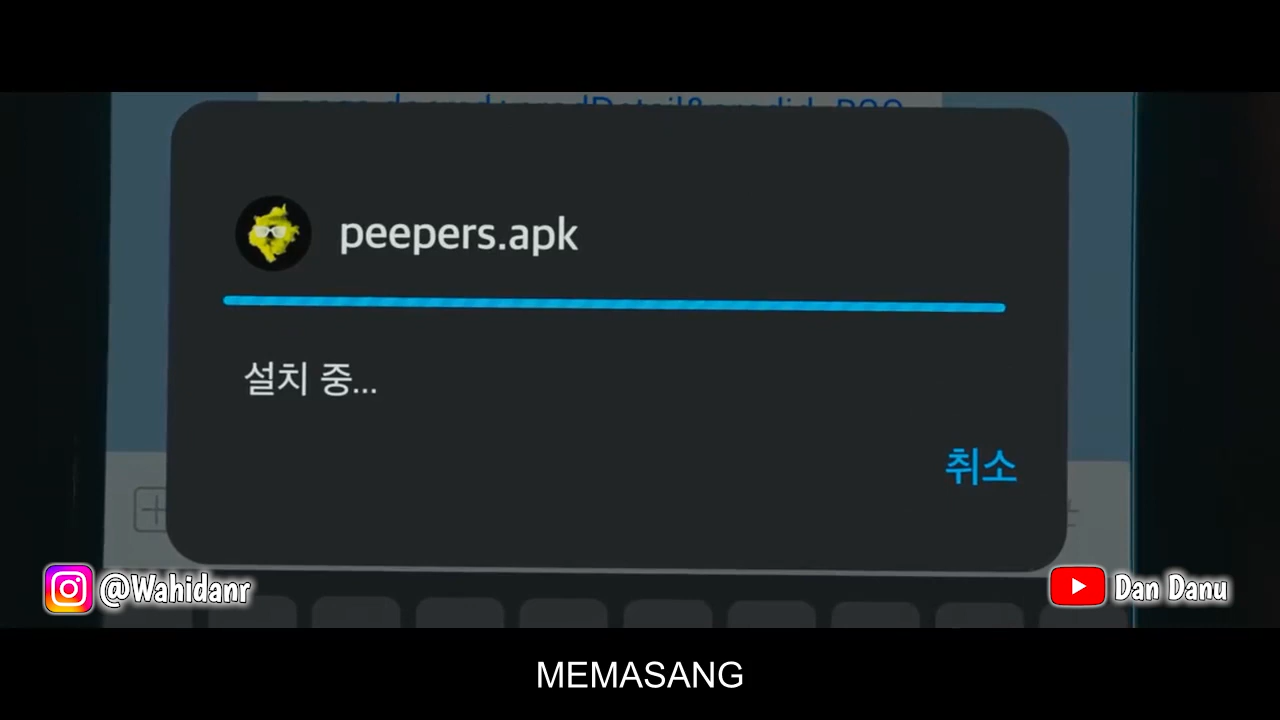 peepers.apk
설치 중...
취소
@Wahidanr
Dan Danu
MEMASANG